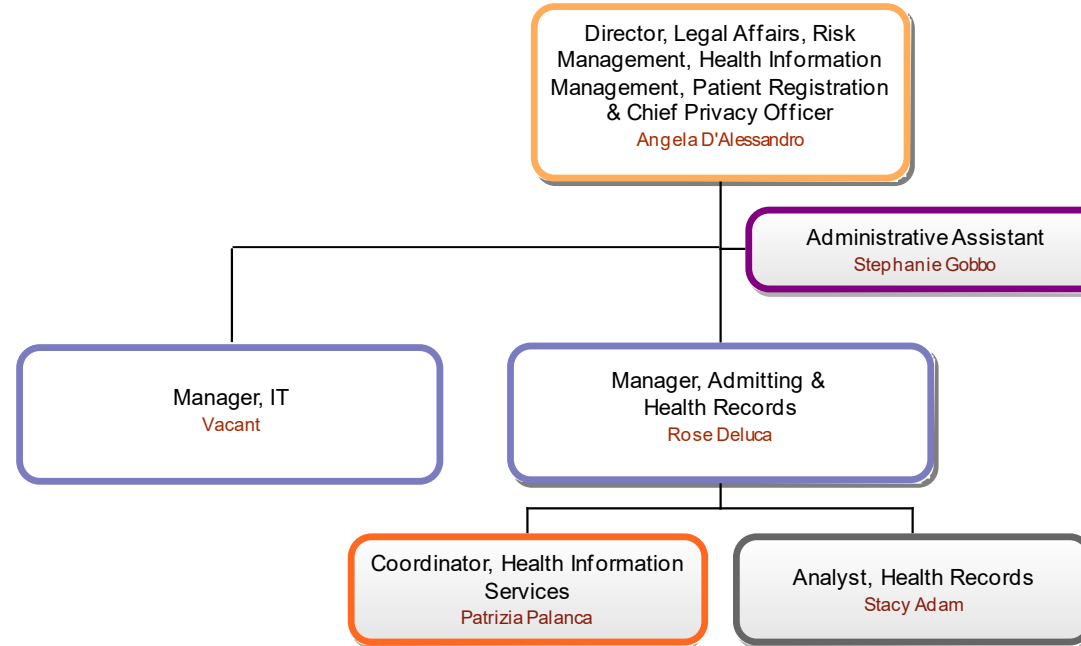 Director, Legal Affairs, Risk
Management, Health Information
Management, Patient Registration
& Chief Privacy Officer
Angela D'Alessandro
Administrative Assistant
Stephanie Gobbo
Manager, IT
Vacant
Manager, Admitting &
Health Records
Rose Deluca
Coordinator, Health Information
Services
Patrizia Palanca
Analyst, Health Records
Stacy Adam